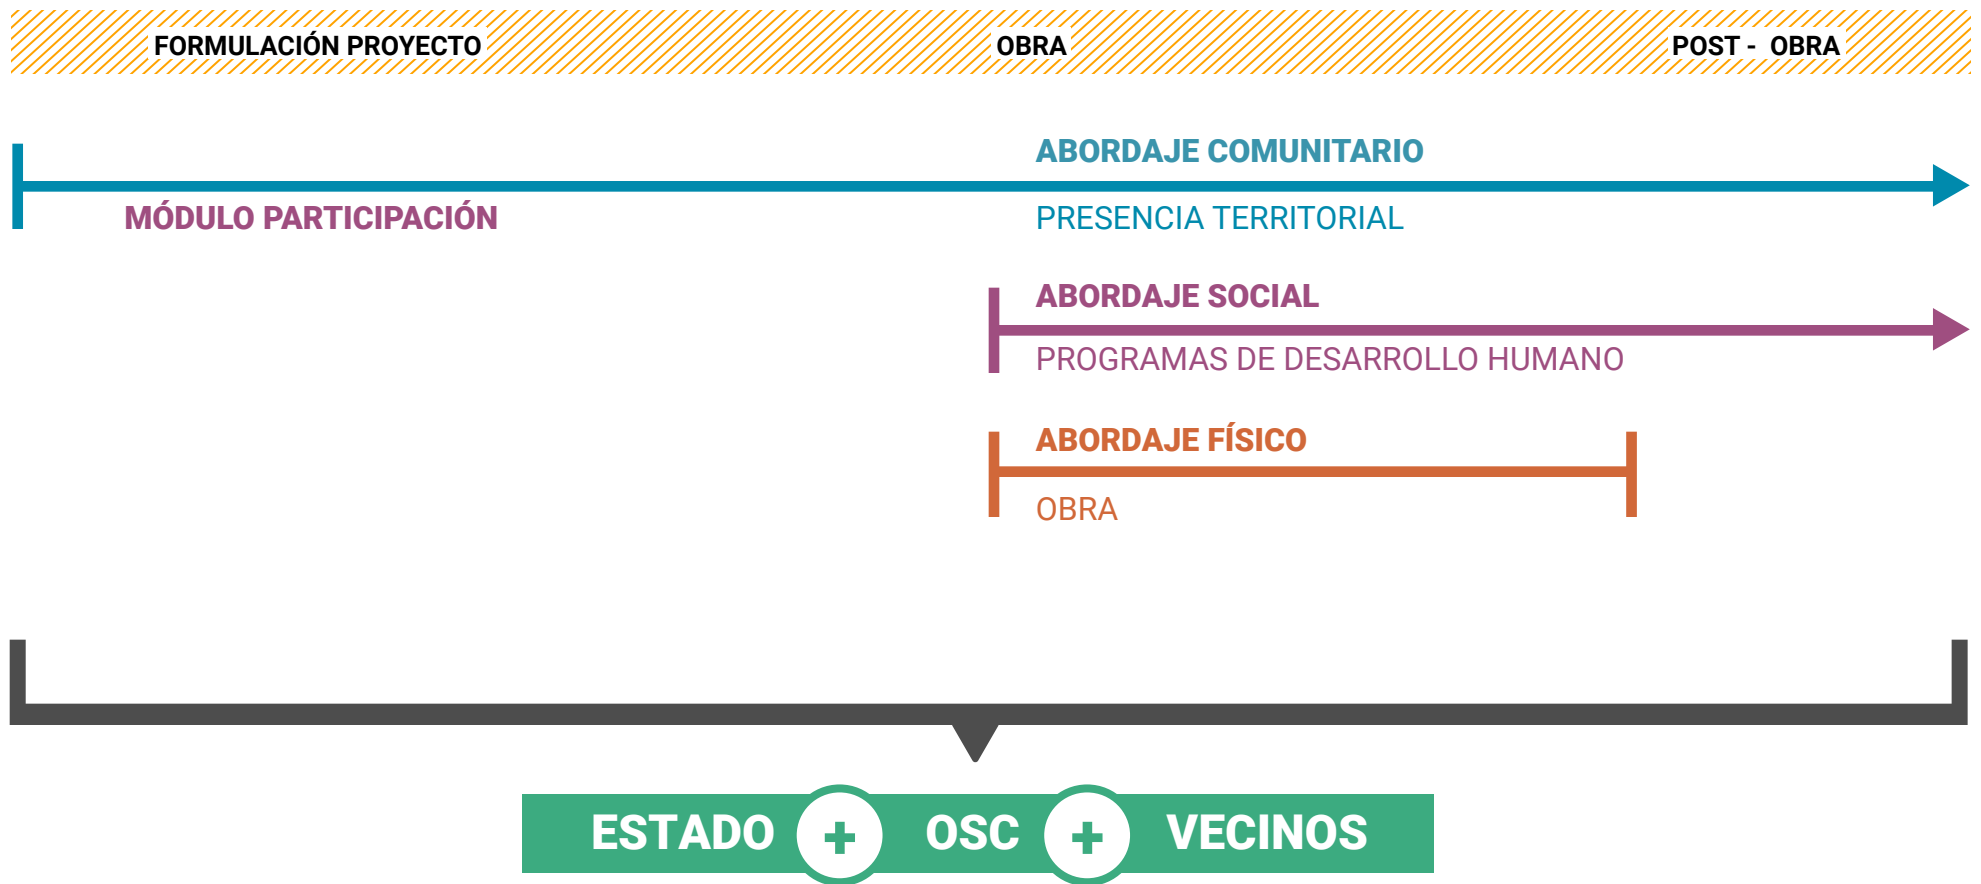 FORMULACIÓN PROYECTO OBRA POST - OBRA
ABORDAJE COMUNITARIO
MÓDULO PARTICIPACIÓN PRESENCIA TERRITORIAL
ABORDAJE SOCIAL
PROGRAMAS DE DESARROLLO HUMANO
ABORDAJE FÍSICO
OBRA
ESTADO + OSC + VECINOS